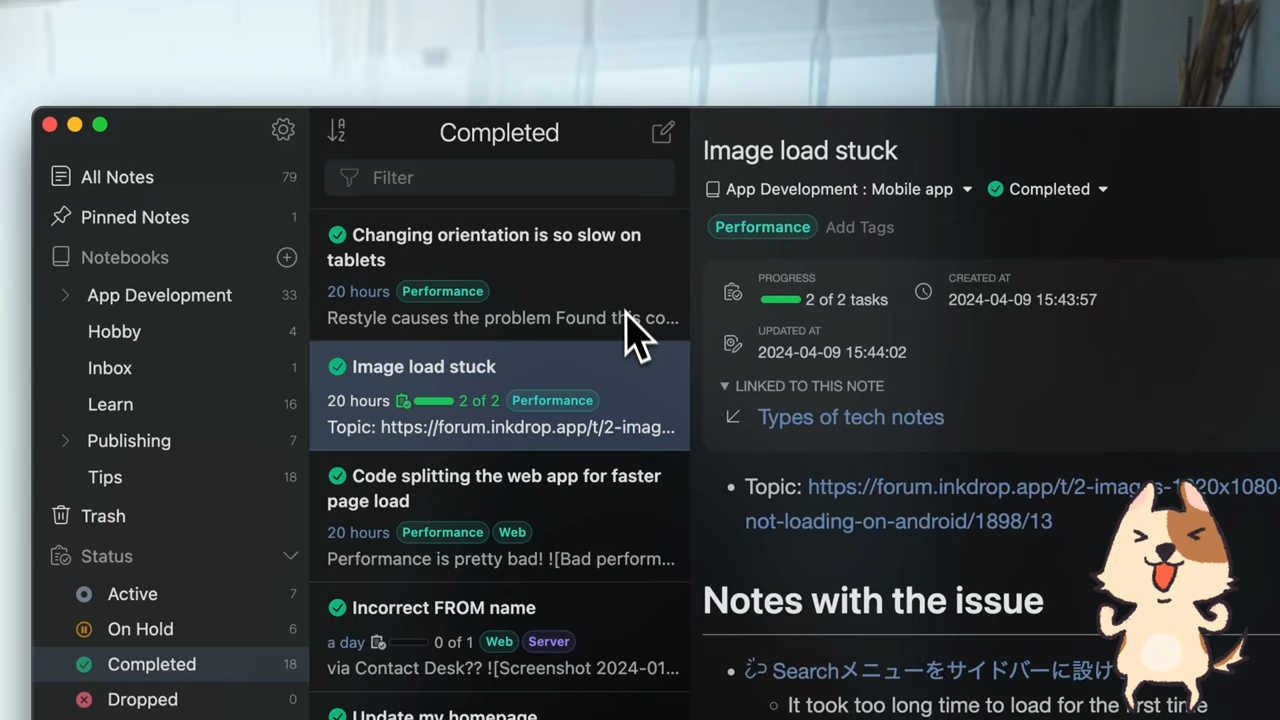 All Notes 79
Pinned Notes 1
Notebooks
App Development 33
Hobby 4
Inbox 1
Learn 16
Publishing 7
Tips 18
Trash
Status
Active 7
On Hold 6
Completed 18
Dropped 0
A
Z
Completed
Filter
Changing orientation is so slow on
tablets
20 hours Performance
Restyle causes the problem Found this co...
Image load stuck
20 hours 2 of 2 Performance
Topic: https://forum.inkdrop.app/t/2-imag...
Code splitting the web app for faster
page load
20 hours Performance Web
Performance is pretty bad! ![Bad perform...
Incorrect FROM name
a day 0 of 1 Web Server
via Contact Desk?? ![Screenshot 2024-01...
Update my homepage
Image load stuck
App Development : Mobile app Completed
Performance Add Tags
PROGRESS
2 of 2 tasks
CREATED AT
2024-04-09 15:43:57
UPDATED AT
2024-04-09 15:44:02
LINKED TO THIS NOTE
Types of tech notes
Topic: https://forum.inkdrop.app/t/2-images-1920x1080-
not-loading-on-android/1898/13
Notes with the issue
Searchメニューをサイドバーに設け
It took too long time to load for the first time